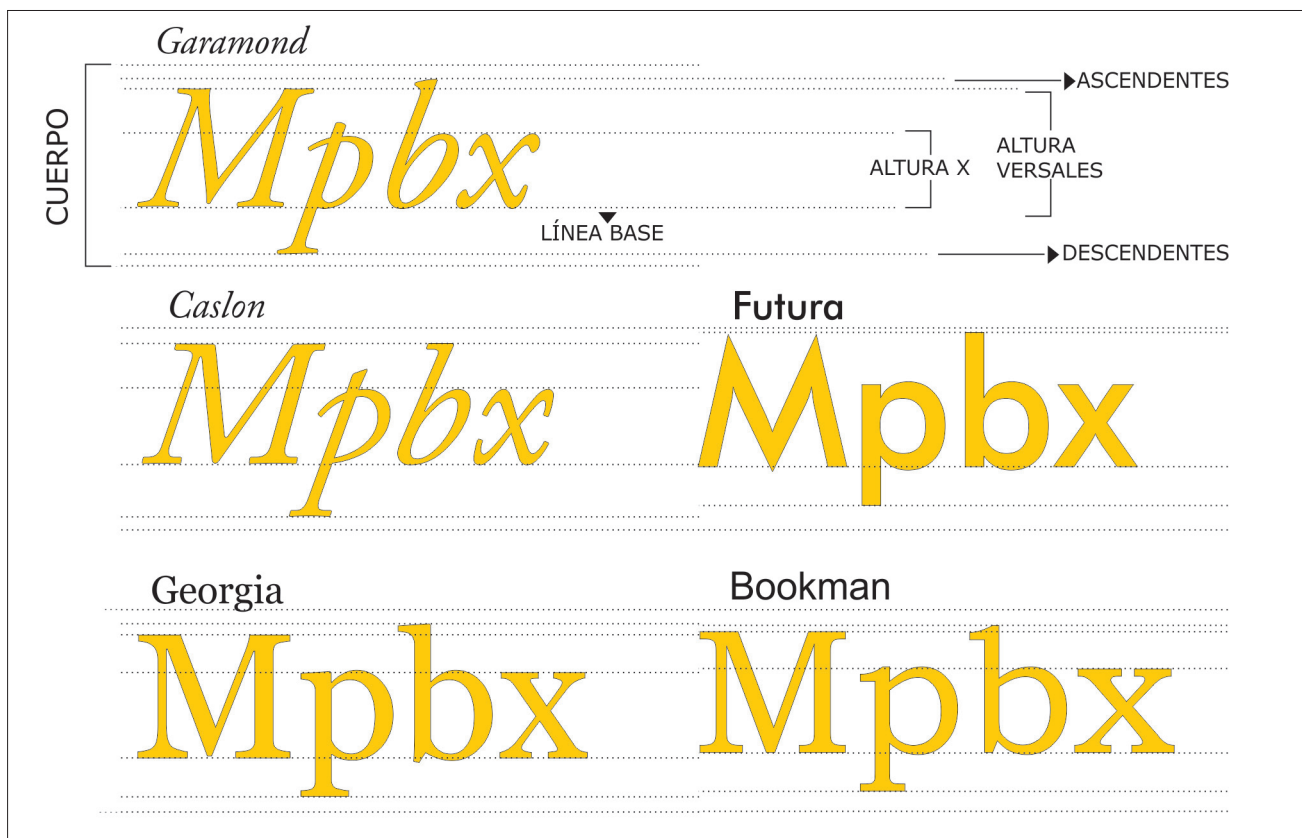 Garamond
CUERPO
Mpbx
ASCENDENTES
ALTURA X
ALTURA
VERSALES
LÍNEA BASE
DESCENDENTES
Caslon
Mpbx
Futura
Mpbx
Georgia
Mpbx
Bookman
Mpbx